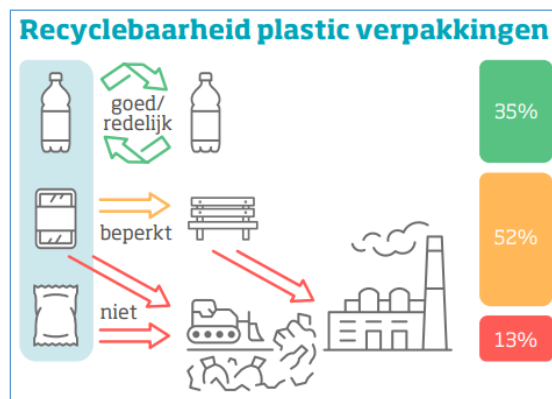 Recyclebaarheid plastic verpakkingen
goed/
redelijk
35%
beperkt
52%
niet
13%